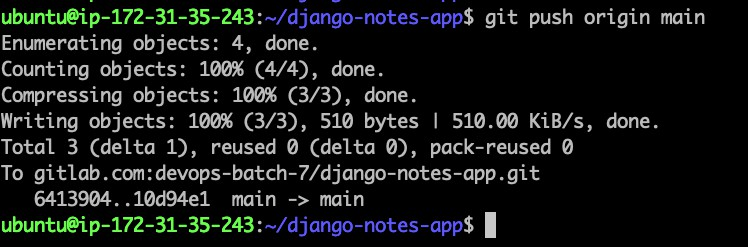 ubuntu@ip-172-31-35-243:~/django-notes-app$ git push origin main
Enumerating objects: 4, done.
Counting objects: 100% (4/4), done.
Compressing objects: 100% (3/3), done.
Writing objects: 100% (3/3), 510 bytes | 510.00 KiB/s, done.
Total 3 (delta 1), reused 0 (delta 0), pack-reused 0
To gitlab.com:devops-batch-7/django-notes-app.git
   6413904..10d94e1  main -> main
ubuntu@ip-172-31-35-243:~/django-notes-app$